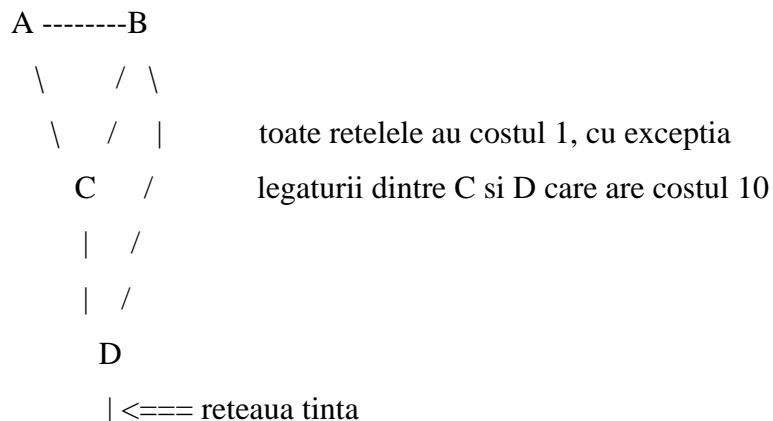 A --------B
\ / \
\ / | toate retelele au costul 1, cu exceptia
C / legaturii dintre C si D care are costul 10
| /
| /
D
| <=== reteaua tinta